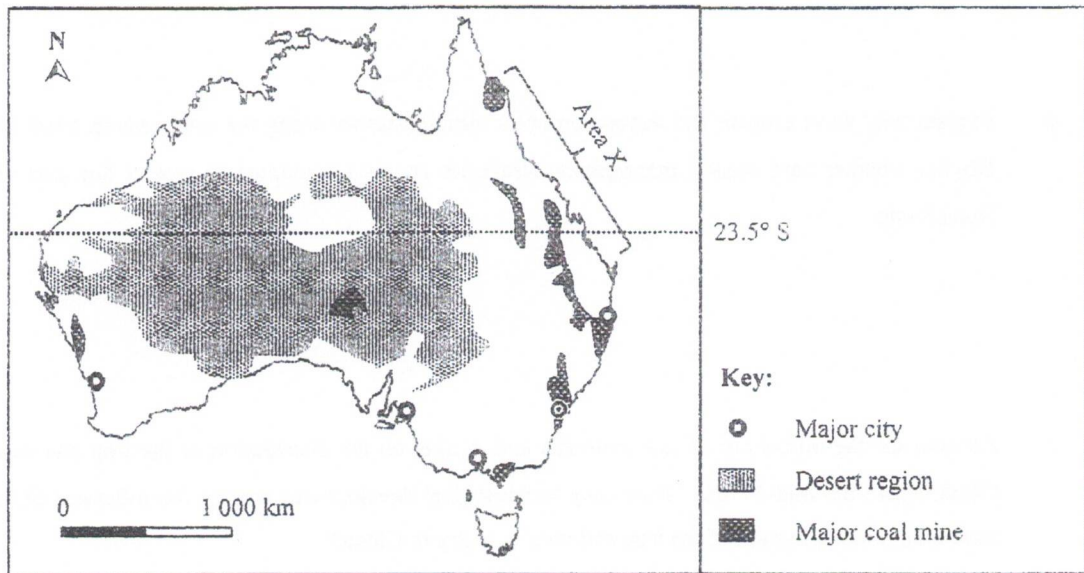 N
Area X
23.5° S
Key:
Major city
Desert region
Major coal mine
0 1 000 km